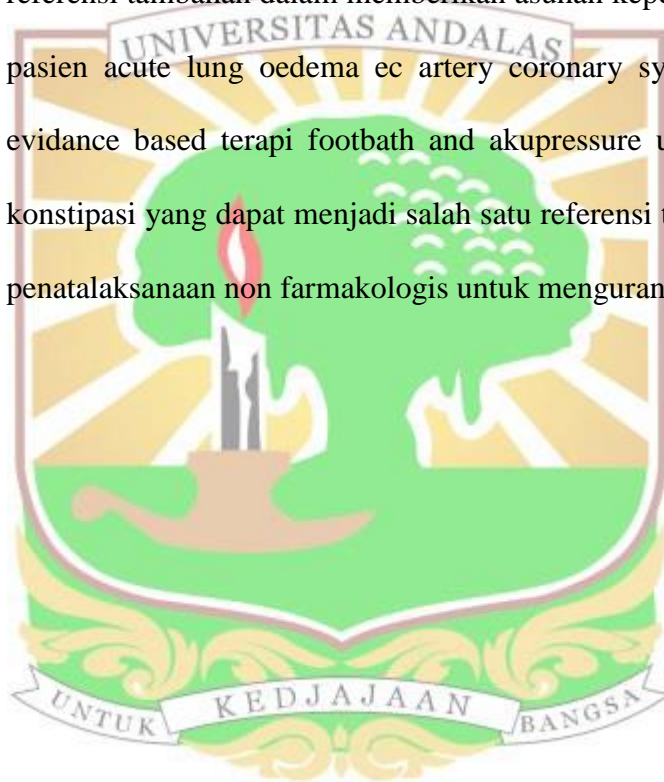 referensi tambahan dalam memberikan asuhan kepe
UNIVERSITAS ANDALAS
pasien acute lung oedema ec artery coronary sy
evidance based terapi footbath and akupressure u
konstipasi yang dapat menjadi salah satu referensi t
penatalaksanaan non farmakologis untuk menguran
UNTUK KEDJAJAAN BANGSA